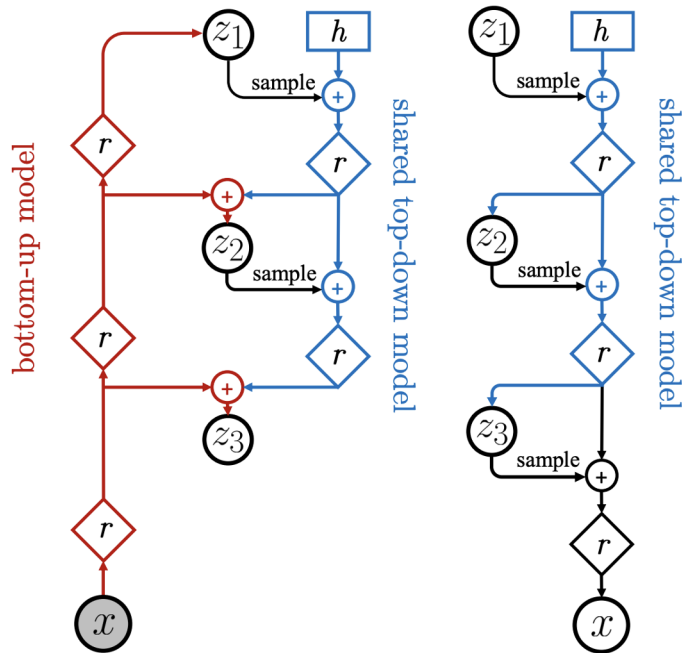 z1
h
sample
+
r
r
+
+
z2
sample
+
r
r
+
z3
r
x
bottom-up model
shared top-down model
z1
h
sample
+
r
z2
sample
+
r
z3
sample
+
r
x
shared top-down model